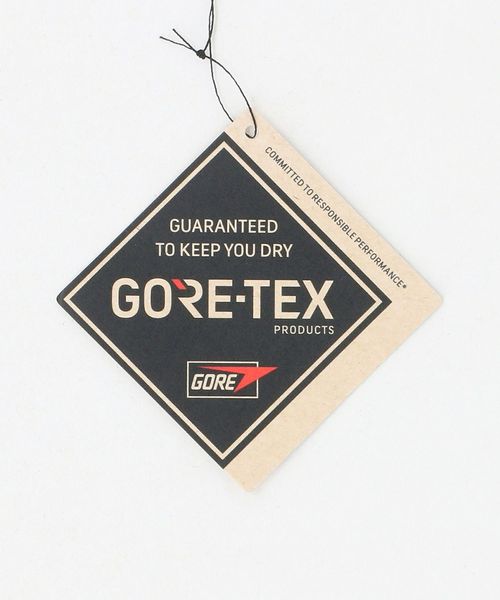 COMMITTED TO RESPONSIBLE PERFORMANCE®
GUARANTEED
TO KEEP YOU DRY
GORE-TEX
PRODUCTS
GORE